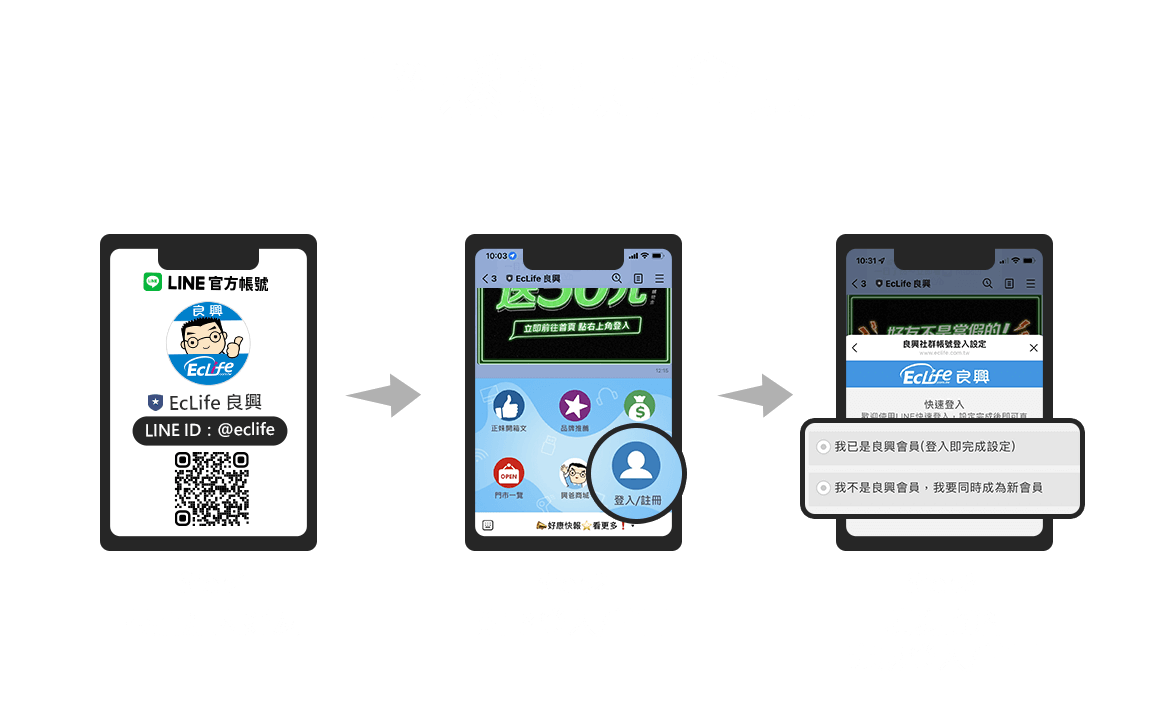 LINE 官方帳號
良興
EcLife
EcLife 良興
LINE ID：@eclife
10:03
3 EcLife 良興
送50元
立即前往首頁 點右上角登入
12:15
正妹開箱文
品牌推薦
門市一覽
OPEN
興爸商城
登入/註冊
好康快報⭐看更多❗
10:31
3 EcLife 良興
好友不是當假的!
良興社群帳號登入設定
www.eclife.com.tw
EcLife 良興
快速登入
歡迎使用LINE快速登入，設定完成後即可直
我已是良興會員(登入即完成設定)
我不是良興會員，我要同時成為新會員